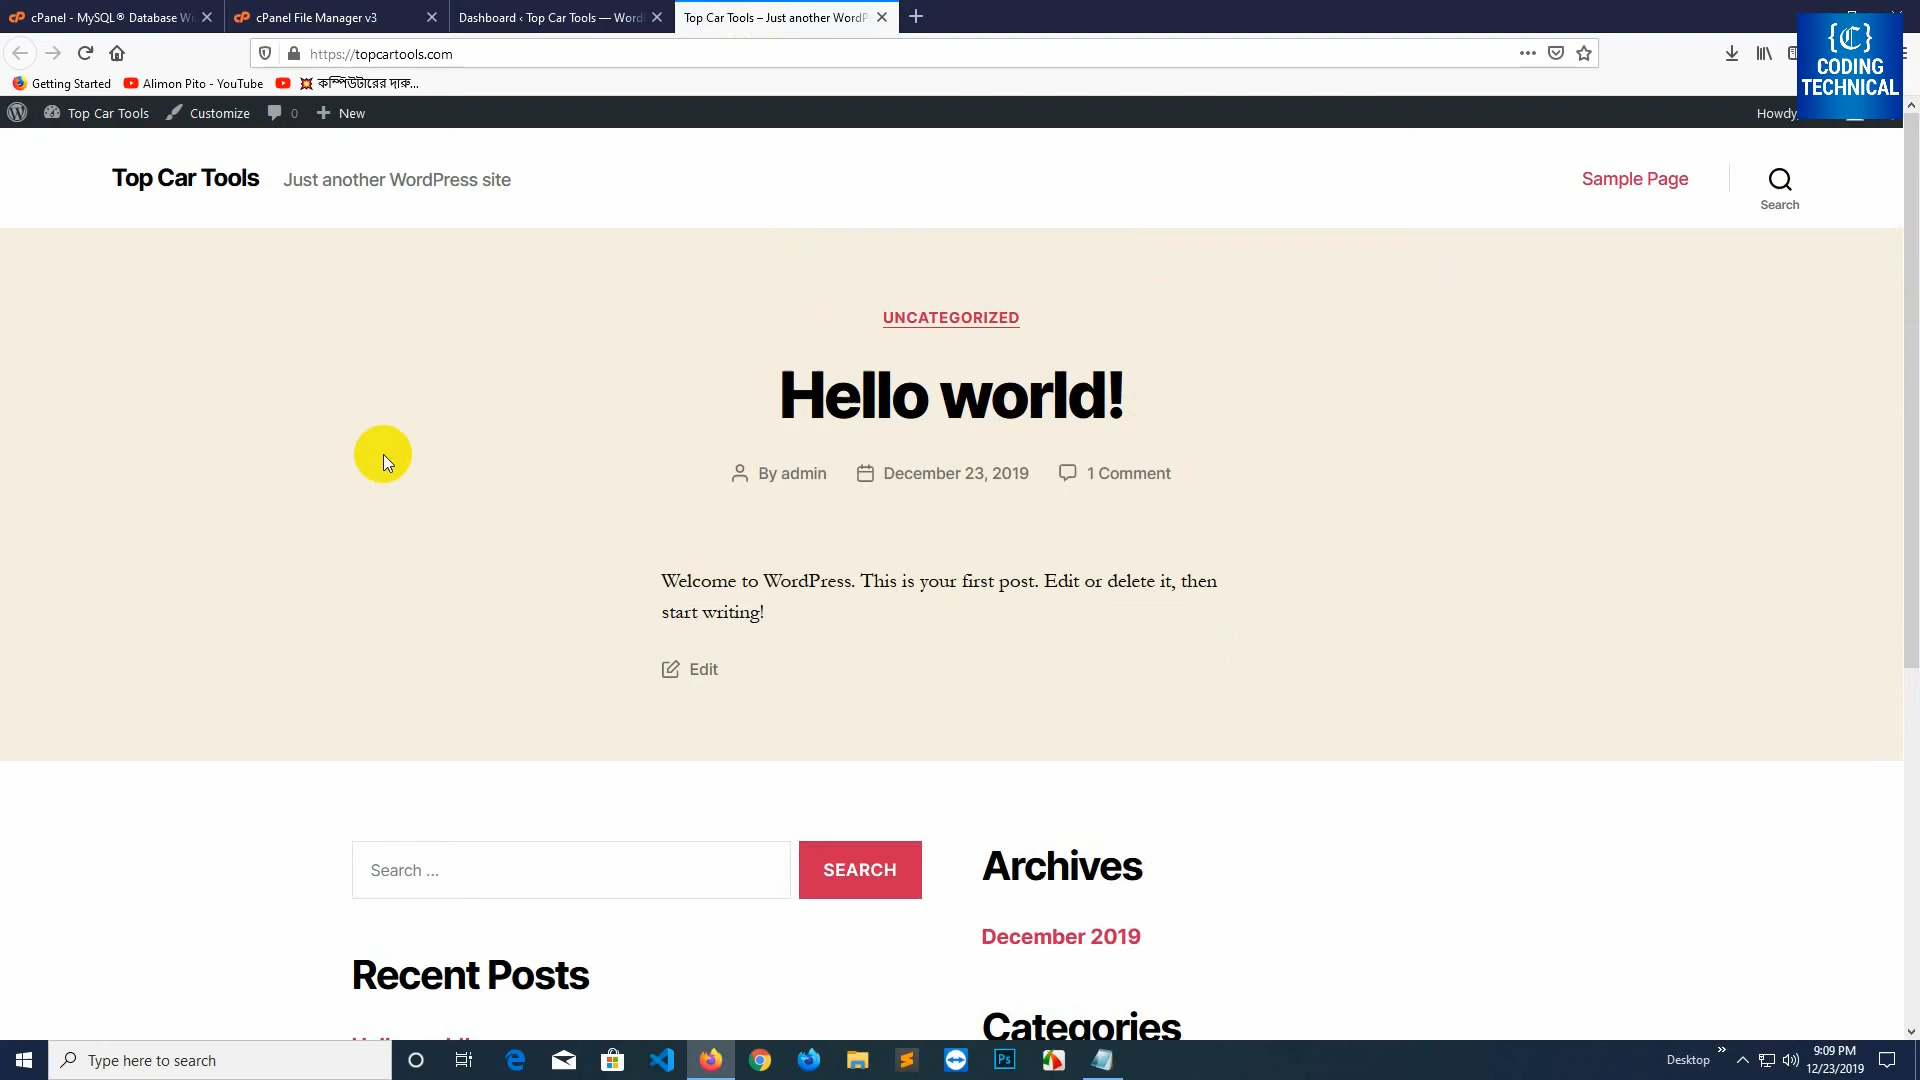 cPanel - MySQL® Database Wi
cPanel File Manager v3
Dashboard ‹ Top Car Tools — Word
Top Car Tools – Just another WordP
https://topcartools.com
Getting Started
Alimon Pito - YouTube
💥 কম্পিউটারের দারু...
{C}
CODING
TECHNICAL
Top Car Tools
Customize
0
New
Howdy,
Top Car Tools
Just another WordPress site
Sample Page
Search
UNCATEGORIZED
Hello world!
By admin
December 23, 2019
1 Comment
Welcome to WordPress. This is your first post. Edit or delete it, then
start writing!
Edit
Search ...
SEARCH
Archives
December 2019
Recent Posts
Categories
Type here to search
Desktop
9:09 PM
12/23/2019